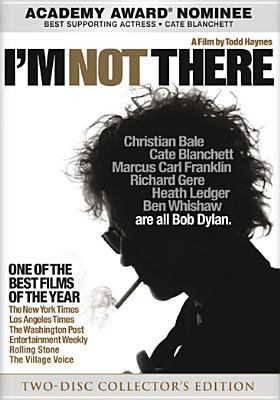 ACADEMY AWARD® NOMINEE
BEST SUPPORTING ACTRESS • CATE BLANCHETT
A Film by Todd Haynes
I'M NOT THERE
Christian Bale
Cate Blanchett
Marcus Carl Franklin
Richard Gere
Heath Ledger
Ben Whishaw
are all Bob Dylan.
ONE OF
THE BEST
FILMS
OF THE YEAR
The New York Times
Los Angeles Times
The Washington Post
Entertainment Weekly
Rolling Stone
The Village Voice
TWO-DISC COLLECTOR'S EDITION